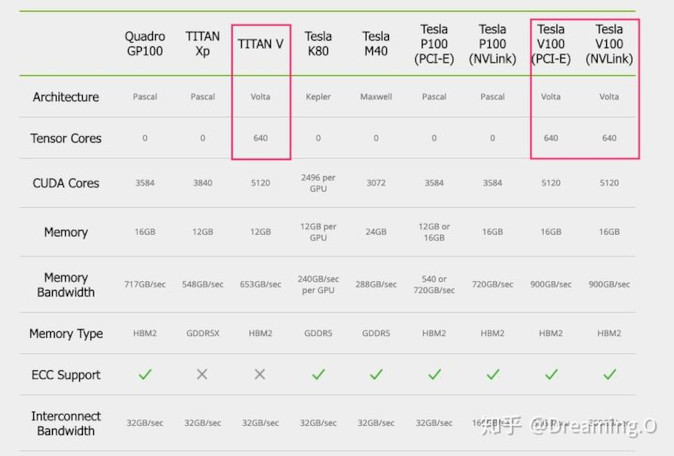 Quadro GP100 TITAN Xp TITAN V Tesla K80 Tesla M40 Tesla P100 (PCI-E) Tesla P100 (NVLink) Tesla V100 (PCI-E) Tesla V100 (NVLink)
Architecture Pascal Pascal Volta Kepler Maxwell Pascal Pascal Volta Volta
Tensor Cores 0 0 640 0 0 0 0 640 640
CUDA Cores 3584 3840 5120 2496 per GPU 3072 3584 3584 5120 5120
Memory 16GB 12GB 12GB 12GB per GPU 24GB 12GB or 16GB 16GB 16GB 16GB
Memory Bandwidth 717GB/sec 548GB/sec 653GB/sec 240GB/sec per GPU 288GB/sec 540 or 720GB/sec 720GB/sec 900GB/sec 900GB/sec
Memory Type HBM2 GDDR5X HBM2 GDDR5 GDDR5 HBM2 HBM2 HBM2 HBM2
ECC Support
Interconnect Bandwidth 32GB/sec 32GB/sec 32GB/sec 32GB/sec 32GB/sec 32GB/sec
知乎 @Dreaming.O